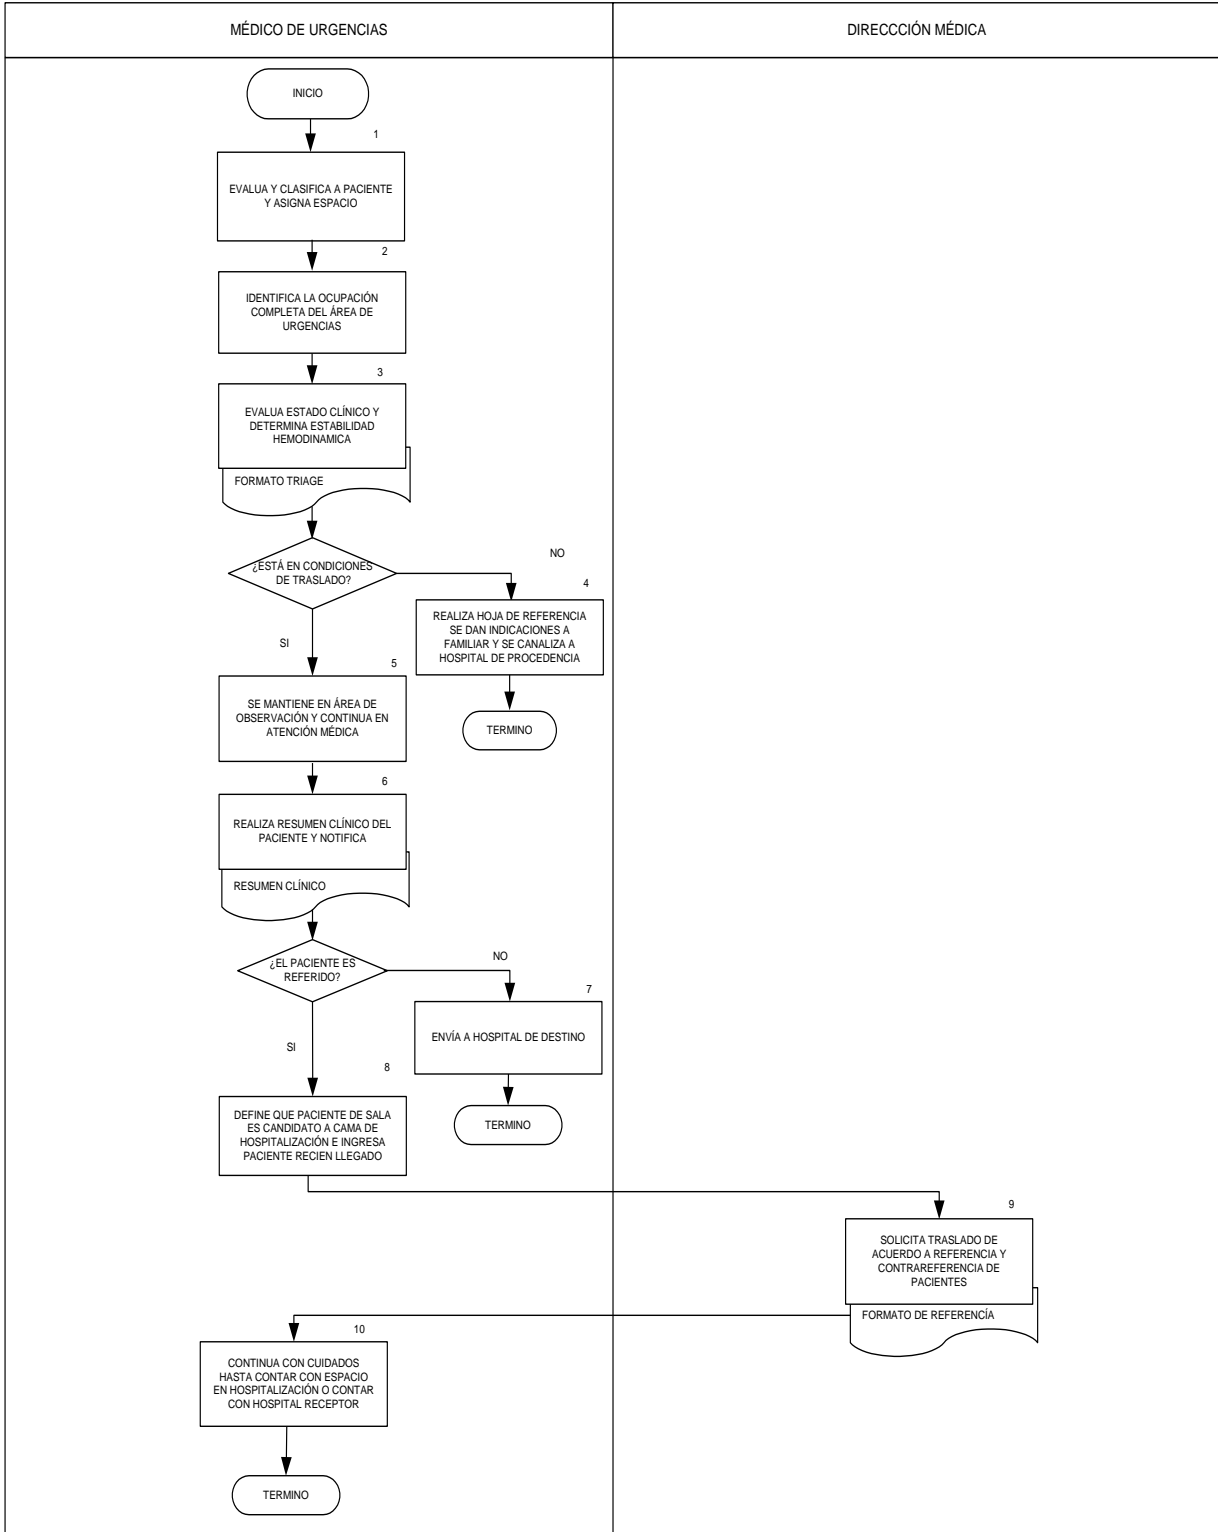 MÉDICO DE URGENCIAS
DIRECCCIÓN MÉDICA
INICIO
1
EVALUA Y CLASIFICA A PACIENTE
Y ASIGNA ESPACIO
2
IDENTIFICA LA OCUPACIÓN
COMPLETA DEL ÁREA DE
URGENCIAS
3
EVALUA ESTADO CLÍNICO Y
DETERMINA ESTABILIDAD
HEMODINAMICA
FORMATO TRIAGE
¿ESTÁ EN CONDICIONES
DE TRASLADO?
NO
4
REALIZA HOJA DE REFERENCIA
SE DAN INDICACIONES A
FAMILIAR Y SE CANALIZA A
HOSPITAL DE PROCEDENCIA
TERMINO
SI
5
SE MANTIENE EN ÁREA DE
OBSERVACIÓN Y CONTINUA EN
ATENCIÓN MÉDICA
6
REALIZA RESUMEN CLÍNICO DEL
PACIENTE Y NOTIFICA
RESUMEN CLÍNICO
¿EL PACIENTE ES
REFERIDO?
NO
7
ENVÍA A HOSPITAL DE DESTINO
TERMINO
SI
8
DEFINE QUE PACIENTE DE SALA
ES CANDIDATO A CAMA DE
HOSPITALIZACIÓN E INGRESA
PACIENTE RECIEN LLEGADO
9
SOLICITA TRASLADO DE
ACUERDO A REFERENCIA Y
CONTRAREFERENCIA DE
PACIENTES
FORMATO DE REFERENCÍA
10
CONTINUA CON CUIDADOS
HASTA CONTAR CON ESPACIO
EN HOSPITALIZACIÓN O CONTAR
CON HOSPITAL RECEPTOR
TERMINO